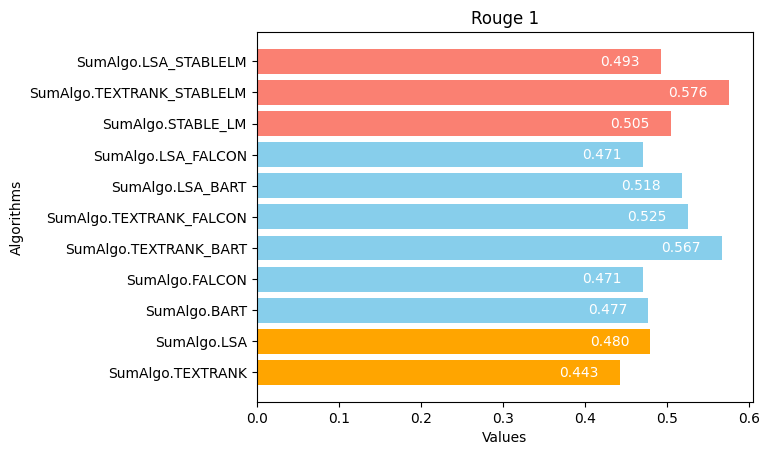 Rouge 1
SumAlgo.LSA_STABLELM 0.493
SumAlgo.TEXTRANK_STABLELM 0.576
SumAlgo.STABLE_LM 0.505
SumAlgo.LSA_FALCON 0.471
SumAlgo.LSA_BART 0.518
SumAlgo.TEXTRANK_FALCON 0.525
SumAlgo.TEXTRANK_BART 0.567
SumAlgo.FALCON 0.471
SumAlgo.BART 0.477
SumAlgo.LSA 0.480
SumAlgo.TEXTRANK 0.443
Algorithms
0.0 0.1 0.2 0.3 0.4 0.5 0.6
Values